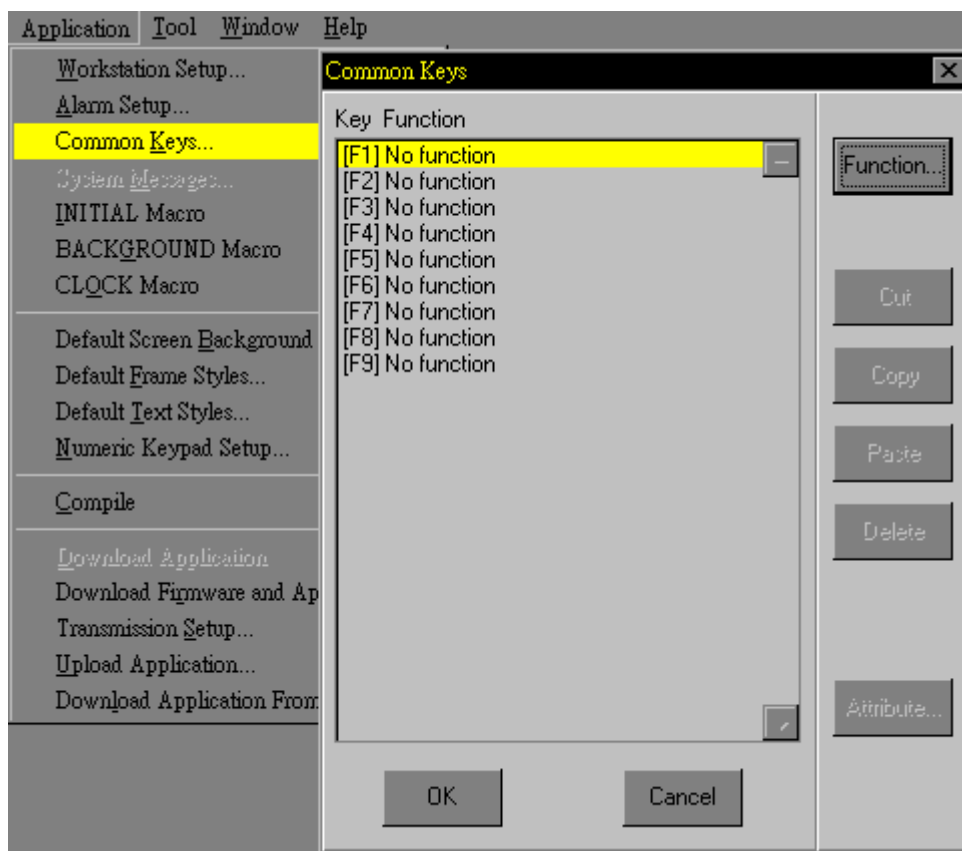 Application Tool Window Help
Workstation Setup...
Alarm Setup...
Common Keys...
System Messages...
INITIAL Macro
BACKGROUND Macro
CLOCK Macro
Default Screen Background
Default Frame Styles...
Default Text Styles...
Numeric Keypad Setup...
Compile
Download Application
Download Firmware and Ap
Transmission Setup...
Upload Application...
Download Application From
Common Keys
Key Function
[F1] No function
[F2] No function
[F3] No function
[F4] No function
[F5] No function
[F6] No function
[F7] No function
[F8] No function
[F9] No function
Function...
Cut
Copy
Paste
Delete
Attribute...
OK
Cancel